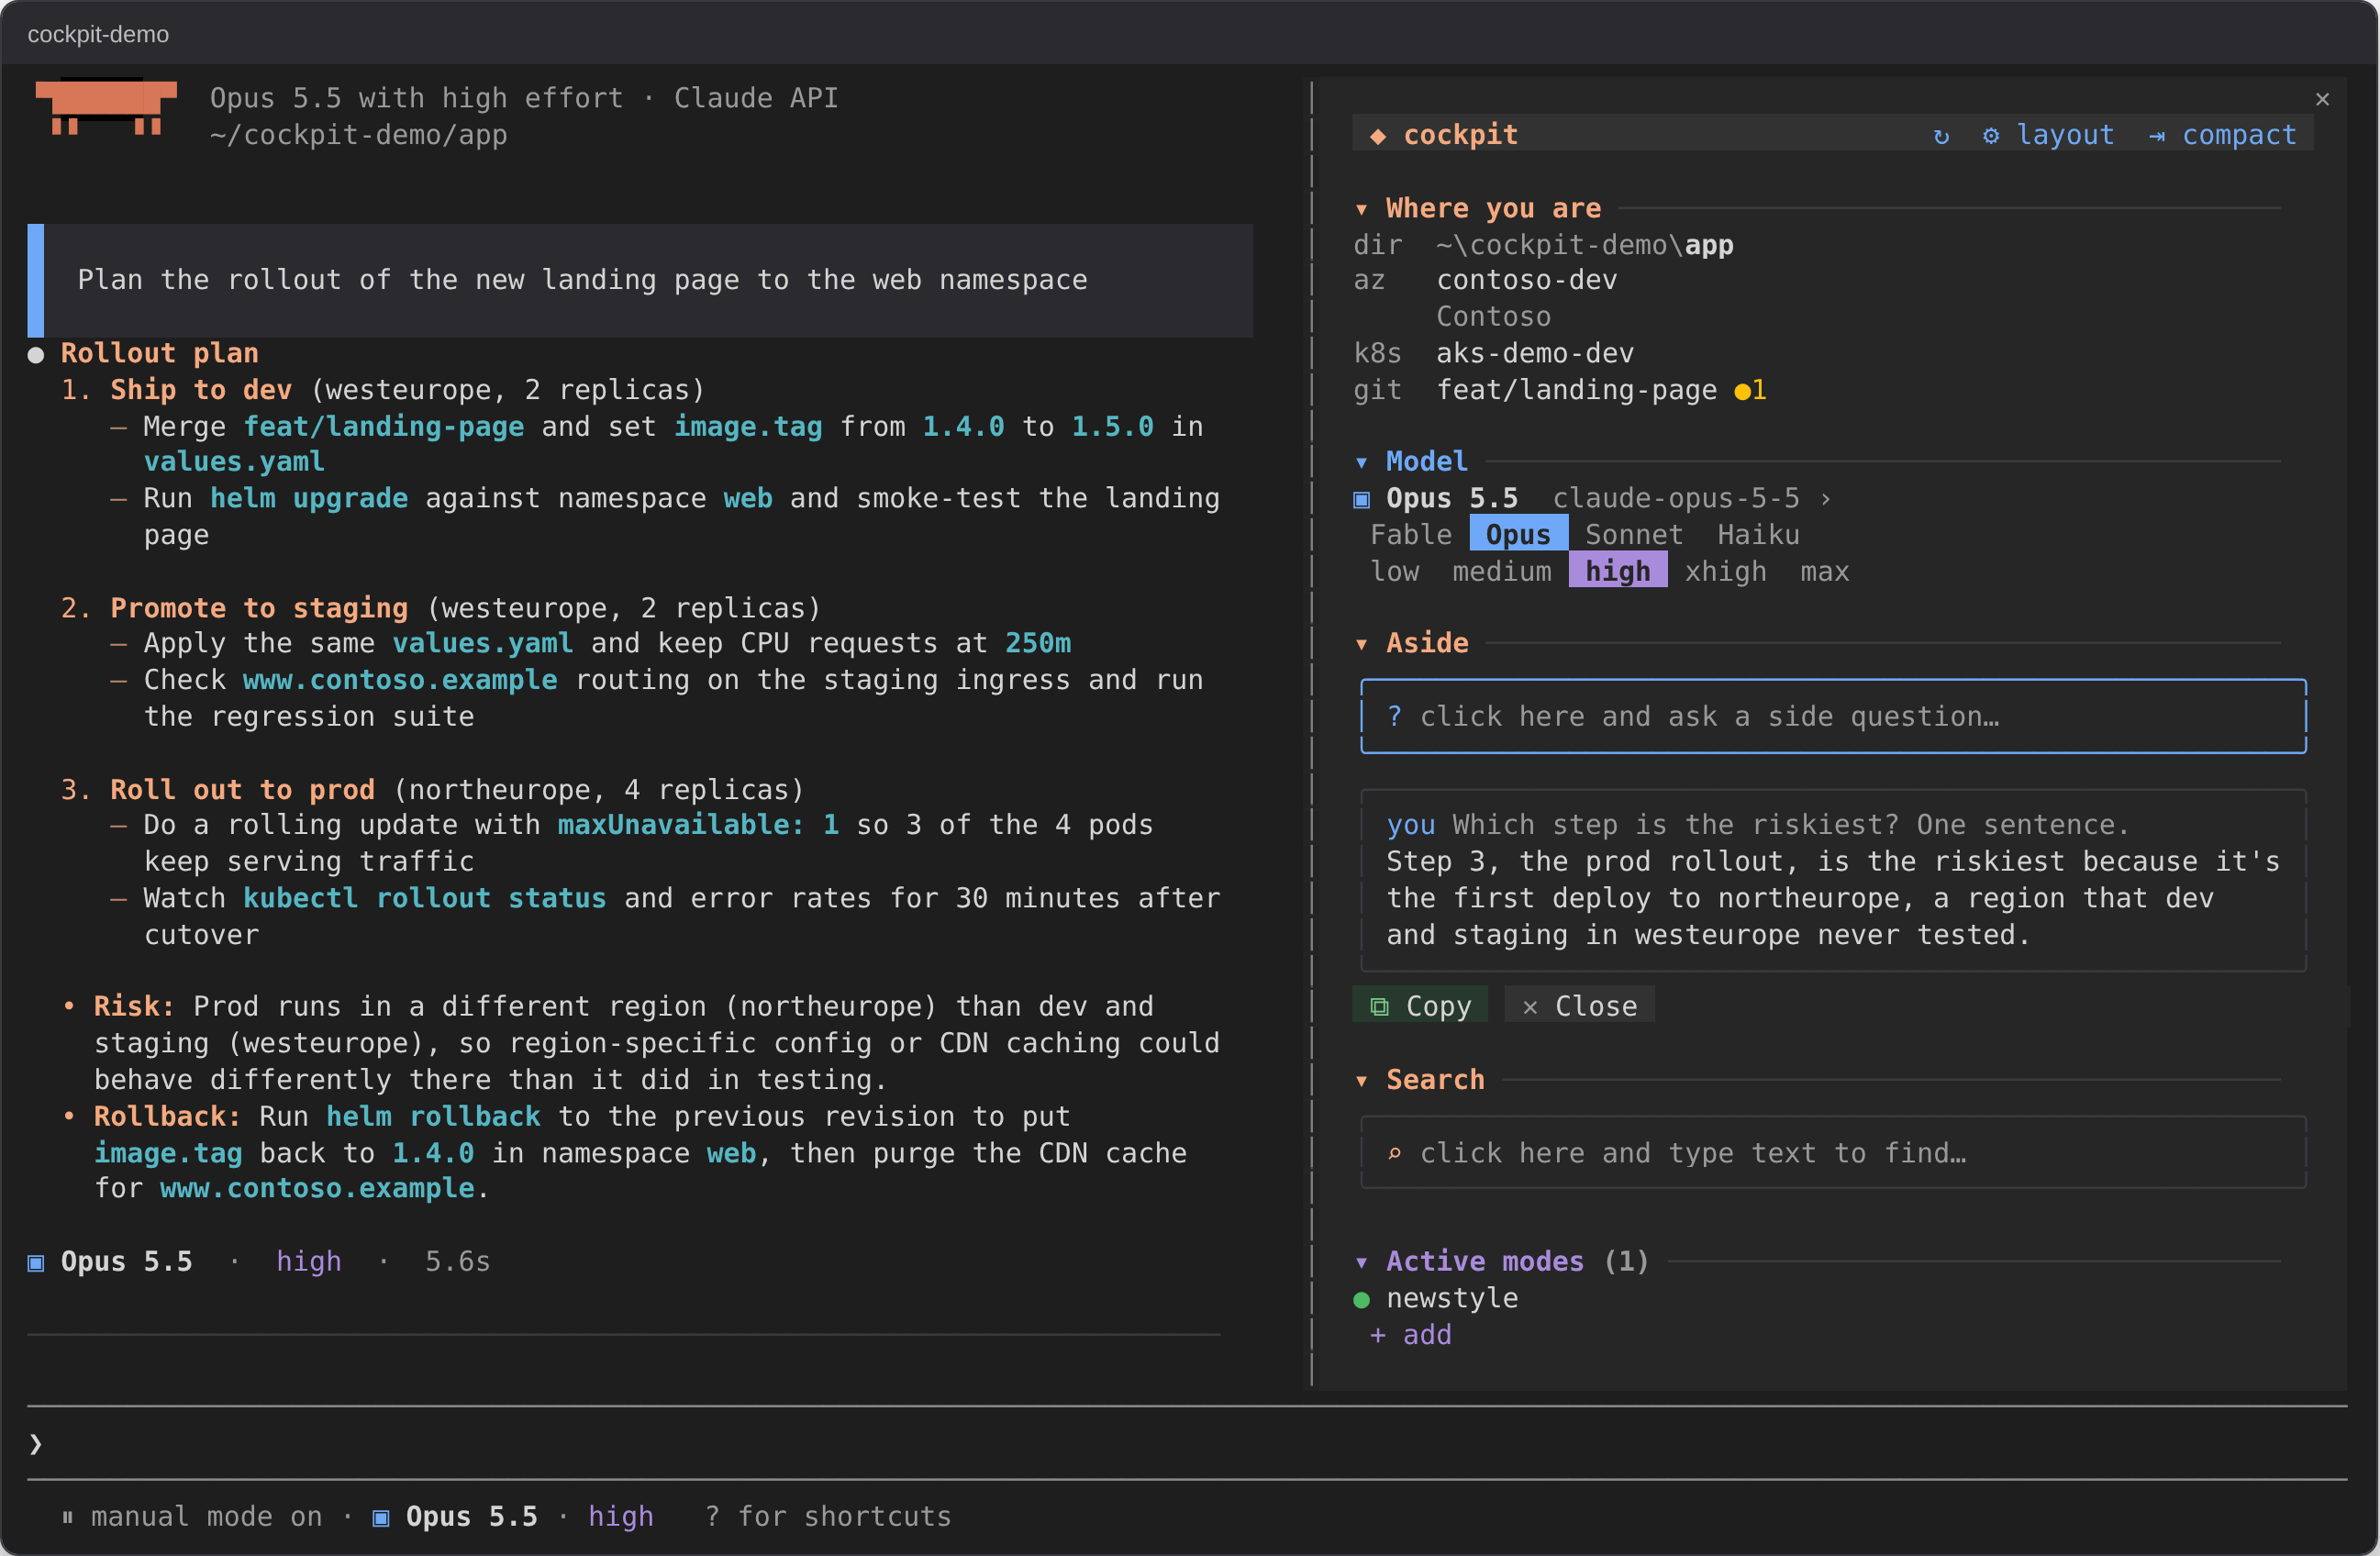 cockpit-demo
Opus 5.5 with high effort · Claude API
~/cockpit-demo/app
Plan the rollout of the new landing page to the web namespace
● Rollout plan
1. Ship to dev (westeurope, 2 replicas)
– Merge feat/landing-page and set image.tag from 1.4.0 to 1.5.0 in
values.yaml
– Run helm upgrade against namespace web and smoke-test the landing
page
2. Promote to staging (westeurope, 2 replicas)
– Apply the same values.yaml and keep CPU requests at 250m
– Check www.contoso.example routing on the staging ingress and run
the regression suite
3. Roll out to prod (northeurope, 4 replicas)
– Do a rolling update with maxUnavailable: 1 so 3 of the 4 pods
keep serving traffic
– Watch kubectl rollout status and error rates for 30 minutes after
cutover
• Risk: Prod runs in a different region (northeurope) than dev and
staging (westeurope), so region-specific config or CDN caching could
behave differently there than it did in testing.
• Rollback: Run helm rollback to the previous revision to put
image.tag back to 1.4.0 in namespace web, then purge the CDN cache
for www.contoso.example.
▣ Opus 5.5 · high · 5.6s
×
◆ cockpit ↻ ⚙ layout ⇥ compact
▾ Where you are
dir ~\cockpit-demo\app
az contoso-dev
Contoso
k8s aks-demo-dev
git feat/landing-page ●1
▾ Model
▣ Opus 5.5 claude-opus-5-5 ›
Fable Opus Sonnet Haiku
low medium high xhigh max
▾ Aside
? click here and ask a side question…
you Which step is the riskiest? One sentence.
Step 3, the prod rollout, is the riskiest because it's
the first deploy to northeurope, a region that dev
and staging in westeurope never tested.
⧉ Copy × Close
▾ Search
⌕ click here and type text to find…
▾ Active modes (1)
● newstyle
+ add
❯
⏸ manual mode on · ▣ Opus 5.5 · high ? for shortcuts